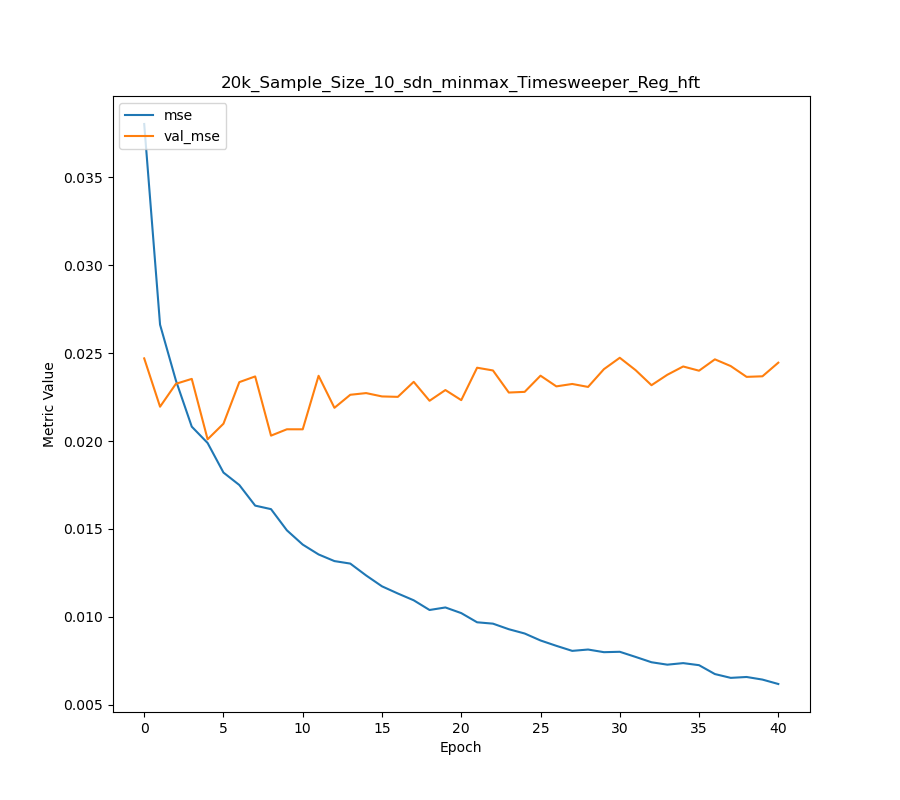 20k_Sample_Size_10_sdn_minmax_Timesweeper_Reg_hft
mse
val_mse
0.035
0.030
0.025
0.020
0.015
0.010
0.005
Metric Value
0 5 10 15 20 25 30 35 40
Epoch